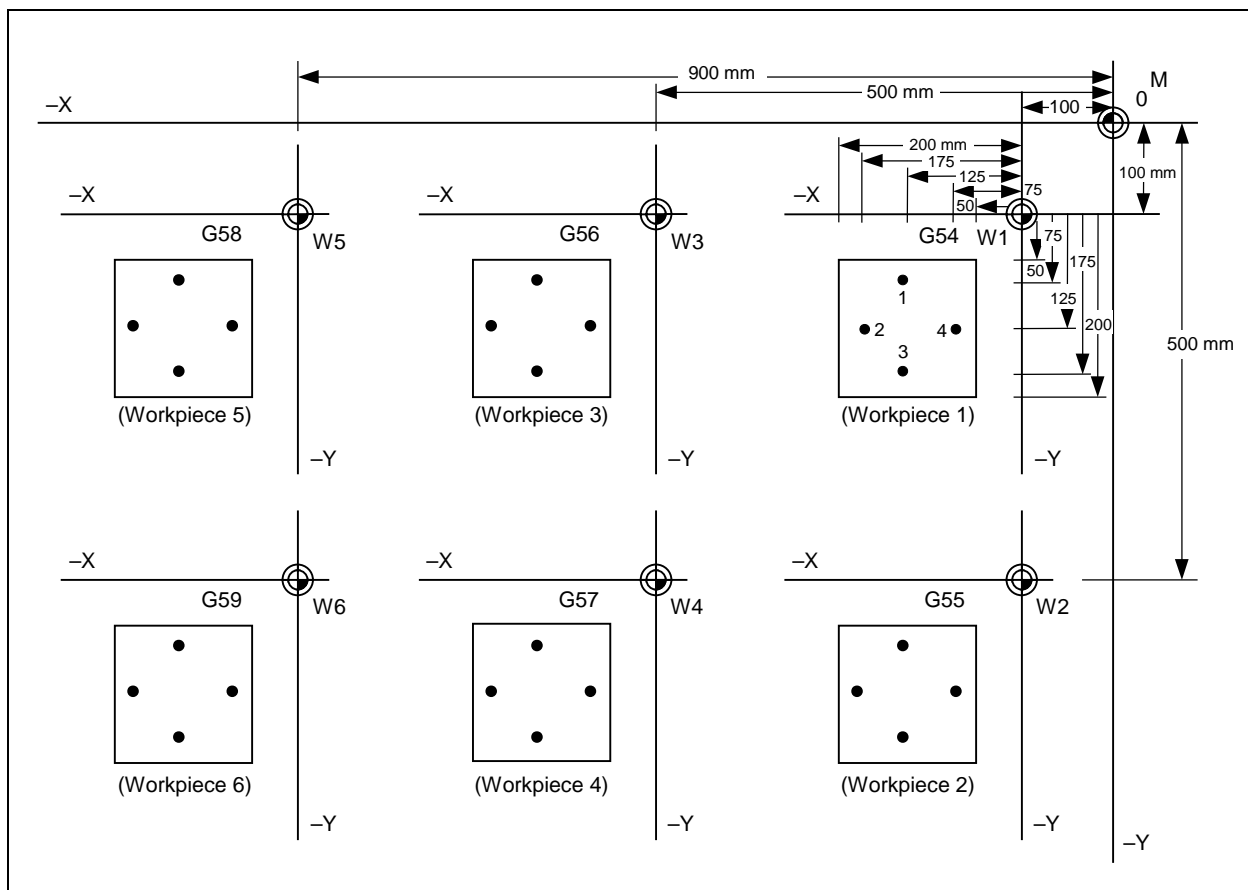 900 mm
M
–X
500 mm
0
100
200 mm
175
100 mm
–X
–X
–X
125
75
50
G58
W5
G56
W3
G54
W1
75
175
50
1
125
2
4
200
3
500 mm
(Workpiece 5)
(Workpiece 3)
(Workpiece 1)
–Y
–Y
–Y
–X
–X
–X
G59
W6
G57
W4
G55
W2
(Workpiece 6)
(Workpiece 4)
(Workpiece 2)
–Y
–Y
–Y
–Y